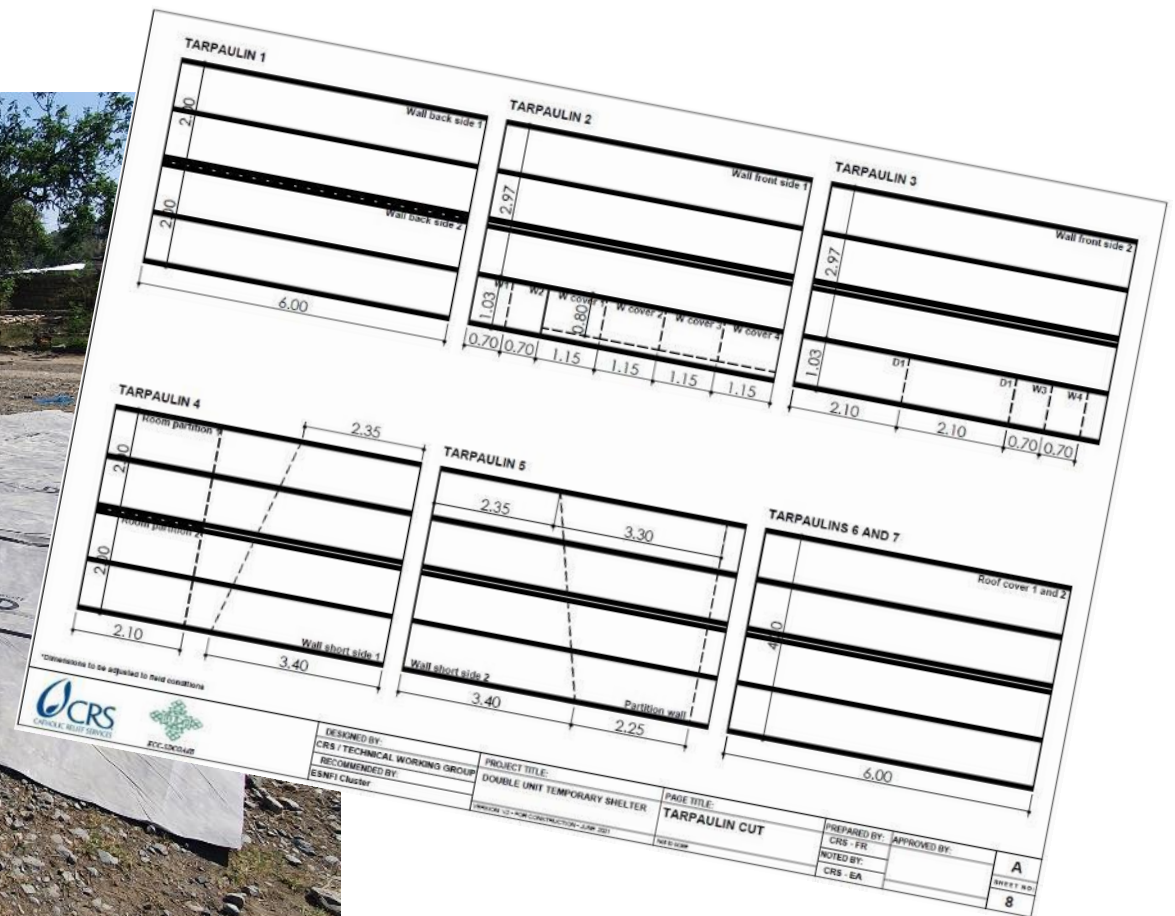 TARPAULIN 1
Wall back side 1
2.00
Wall back side 2
2.00
6.00
TARPAULIN 2
Wall front side 1
2.97
W1
W2
W cover 1
W cover 2
W cover 3
W cover 4
1.03
0.80
0.70
0.70
1.15
1.15
1.15
1.15
TARPAULIN 3
Wall front side 2
2.97
D1
D1
W3
W4
1.03
2.10
2.10
0.70
0.70
TARPAULIN 4
Room partition
2.35
2.00
Room partition 2
2.00
Wall short side 1
2.10
3.40
TARPAULIN 5
2.35
3.30
Wall short side 2
Partition wall
3.40
2.25
TARPAULINS 6 AND 7
Roof cover 1 and 2
6.00
*Dimensions to be adjusted to field conditions
CRS
CATHOLIC RELIEF SERVICES
DESIGNED BY:
CRS / TECHNICAL WORKING GROUP
RECOMMENDED BY:
ESNFI Cluster
PROJECT TITLE:
DOUBLE UNIT TEMPORARY SHELTER
PAGE TITLE:
TARPAULIN CUT
Not to scale
PREPARED BY:
CRS - FR
NOTED BY:
CRS - EA
APPROVED BY:
A
SHEET NO:
8